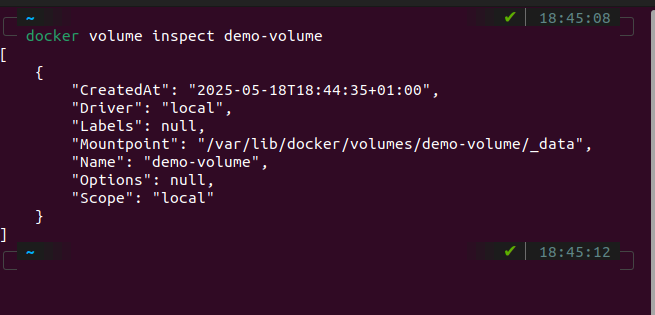 ~ ✔ 18:45:08
docker volume inspect demo-volume
[
    {
        "CreatedAt": "2025-05-18T18:44:35+01:00",
        "Driver": "local",
        "Labels": null,
        "Mountpoint": "/var/lib/docker/volumes/demo-volume/_data",
        "Name": "demo-volume",
        "Options": null,
        "Scope": "local"
    }
]
~ ✔ 18:45:12